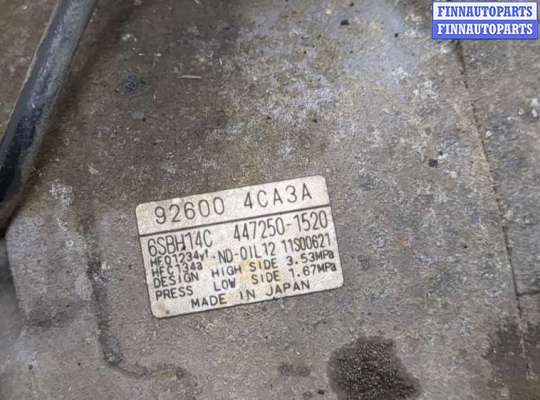 FINNAUTOPARTS
FINNAUTOPARTS
92600 4CA3A
6SBH14C 447250-1520
HFO1234yf ND-OIL12 11S00621
HFC134a
DESIGN HIGH SIDE 3.53MPa
PRESS LOW SIDE 1.67MPa
MADE IN JAPAN